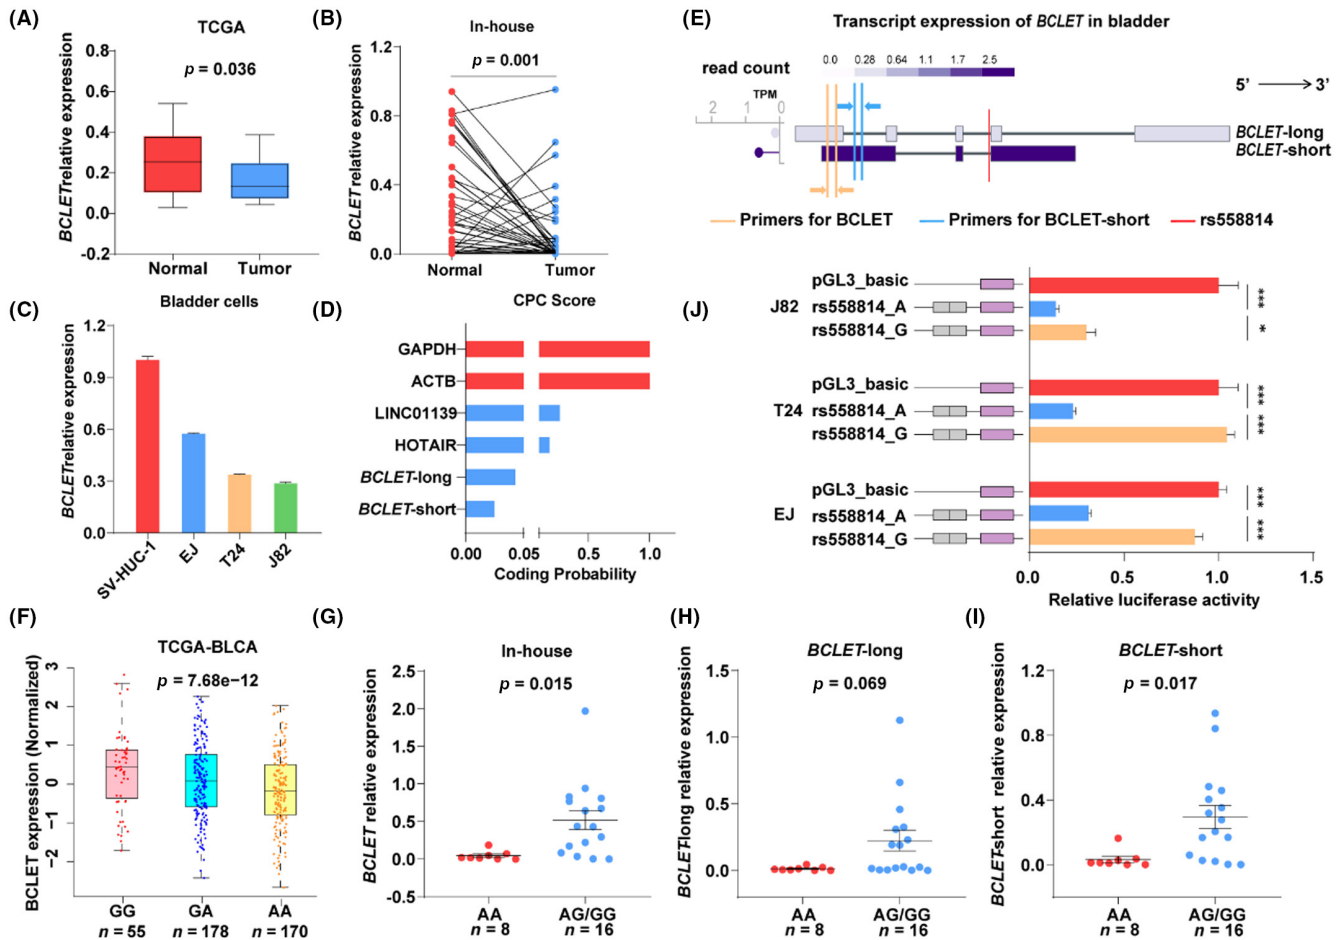 (A)
TCGA
BCLET relative expression
0.8
0.6
0.4
0.2
0.0
-0.2
p = 0.036
Normal Tumor
(B)
In-house
BCLET relative expression
1.2
0.8
0.4
0.0
p = 0.001
Normal Tumor
(E)
Transcript expression of BCLET in bladder
read count
0.0 0.28 0.64 1.1 1.7 2.5
5’ 3’
TPM
2 1 0
BCLET-long
BCLET-short
Primers for BCLET Primers for BCLET-short rs558814
(C)
Bladder cells
BCLET relative expression
1.2
0.9
0.6
0.3
0.0
SV-HUC-1 EJ T24 J82
(D)
CPC Score
GAPDH
ACTB
LINC01139
HOTAIR
BCLET-long
BCLET-short
0.00 0.05 0.5 1.0
Coding Probability
(J)
J82
pGL3_basic
rs558814_A
rs558814_G
***
*
T24
pGL3_basic
rs558814_A
rs558814_G
***
***
EJ
pGL3_basic
rs558814_A
rs558814_G
***
***
0.0 0.5 1.0 1.5
Relative luciferase activity
(F)
TCGA-BLCA
BCLET expression (Normalized)
3
2
1
0
−1
−2
p = 7.68e−12
GG GA AA
n = 55 n = 178 n = 170
(G)
In-house
BCLET relative expression
2.5
2.0
1.5
1.0
0.5
0.0
-0.5
p = 0.015
AA AG/GG
n = 8 n = 16
(H)
BCLET-long
BCLET-long relative expression
1.5
1.0
0.5
0.0
p = 0.069
AA AG/GG
n = 8 n = 16
(I)
BCLET-short
BCLET-short relative expression
1.2
0.8
0.4
0.0
p = 0.017
AA AG/GG
n = 8 n = 16